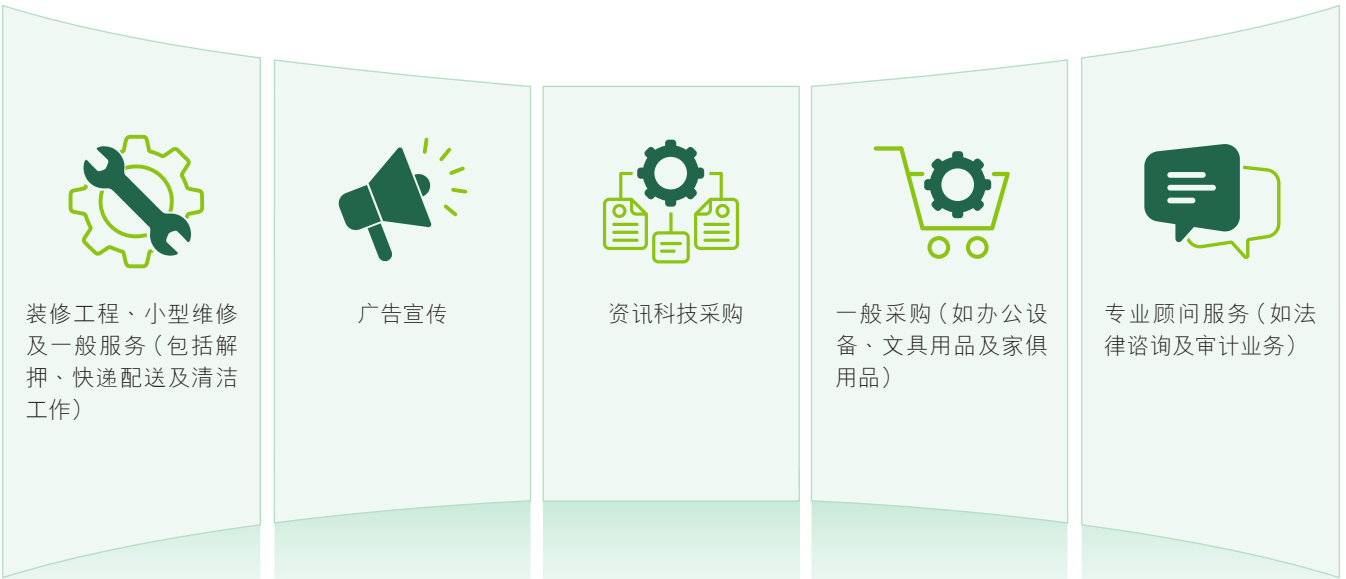 装修工程、小型维修
及一般服务（包括解
押、快递配送及清洁
工作）
广告宣传
资讯科技采购
一般采购（如办公设
备、文具用品及家俱
用品）
专业顾问服务（如法
律谘询及审计业务）